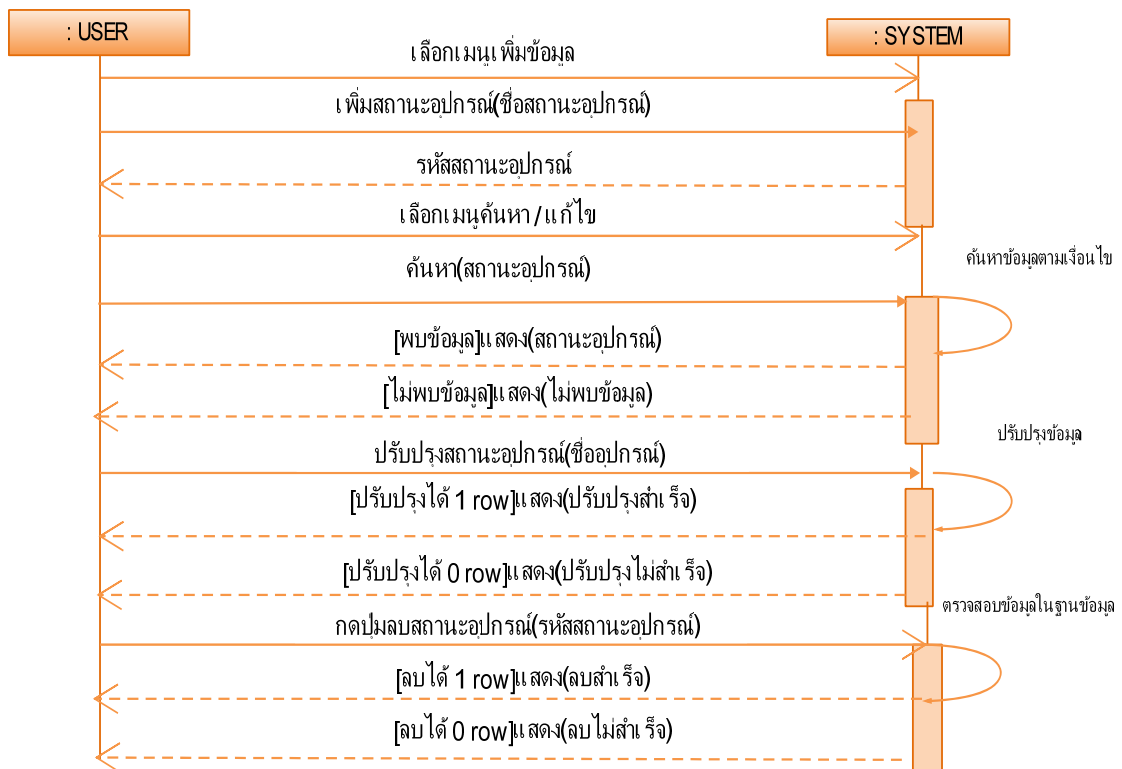 : USER
: SYSTEM
เลือกเมนูเพิ่มข้อมูล
เพิ่มสถานะอุปกรณ์(ชื่อสถานะอุปกรณ์)
รหัสสถานะอุปกรณ์
เลือกเมนูค้นหา/แก้ไข
ค้นหาข้อมูลตามเงื่อนไข
ค้นหา(สถานะอุปกรณ์)
[พบข้อมูล]แสดง(สถานะอุปกรณ์)
[ไม่พบข้อมูล]แสดง(ไม่พบข้อมูล)
ปรับปรุงข้อมูล
ปรับปรุงสถานะอุปกรณ์(ชื่ออุปกรณ์)
[ปรับปรุงได้ 1 row]แสดง(ปรับปรุงสำเร็จ)
[ปรับปรุงได้ 0 row]แสดง(ปรับปรุงไม่สำเร็จ)
ตรวจสอบข้อมูลในฐานข้อมูล
กดปุ่มลบสถานะอุปกรณ์(รหัสสถานะอุปกรณ์)
[ลบได้ 1 row]แสดง(ลบสำเร็จ)
[ลบได้ 0 row]แสดง(ลบไม่สำเร็จ)